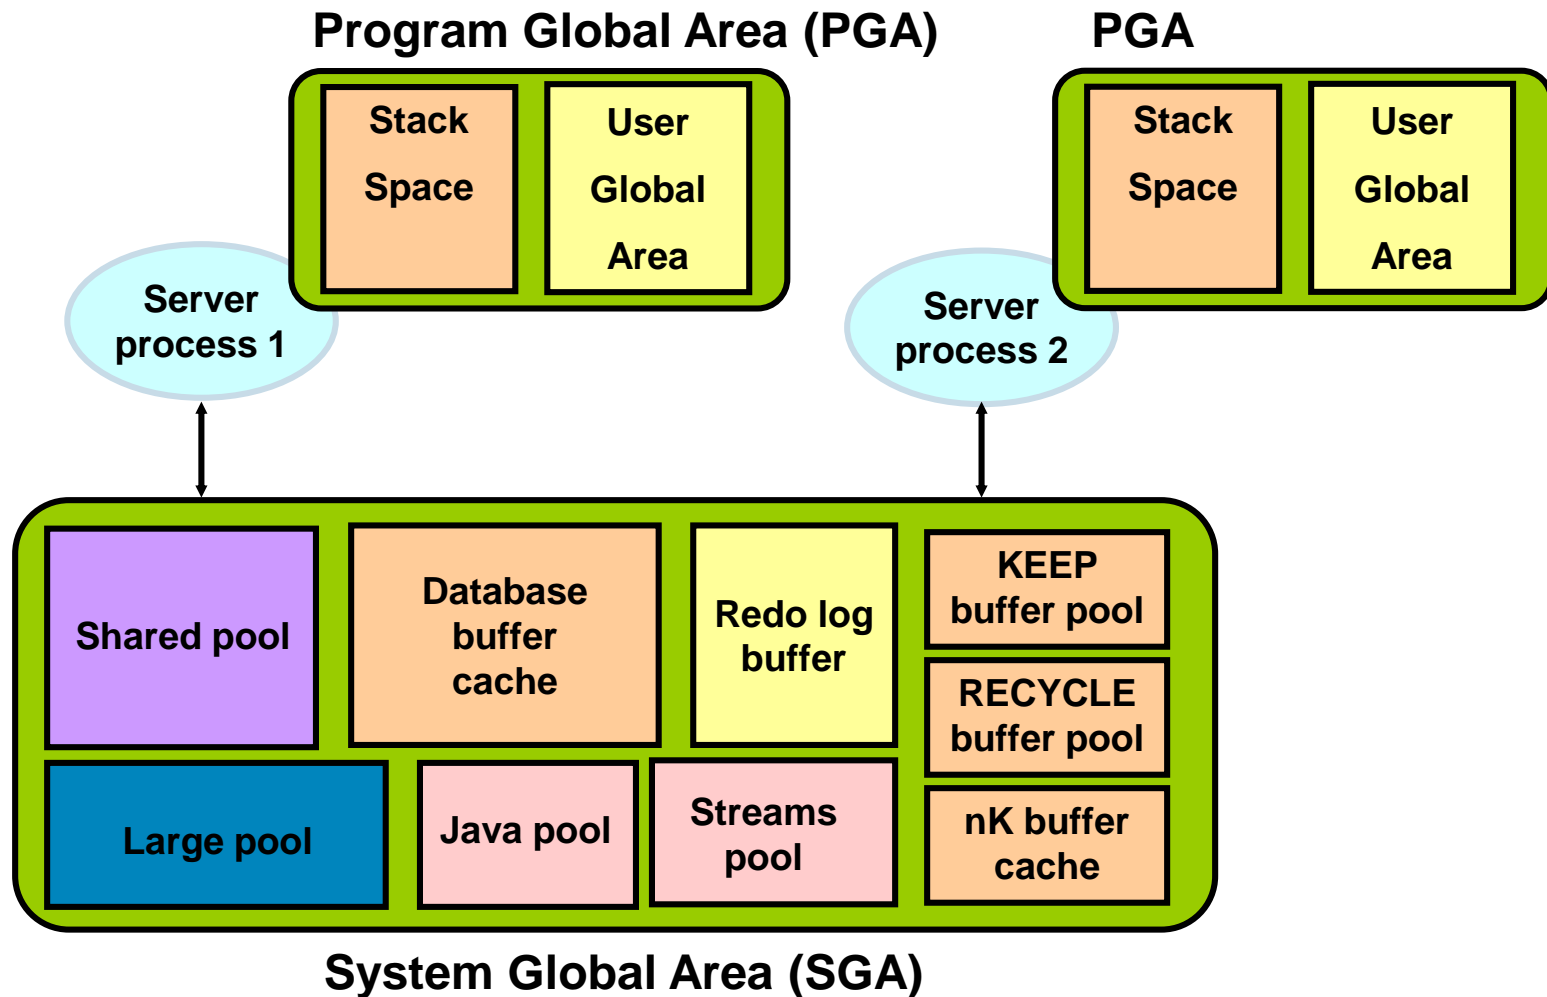 Program Global Area (PGA)
PGA
Stack
Space
User
Global
Area
Stack
Space
User
Global
Area
Server
process 1
Server
process 2
Shared pool
Database
buffer
cache
Redo log
buffer
KEEP
buffer pool
RECYCLE
buffer pool
nK buffer
cache
Large pool
Java pool
Streams
pool
System Global Area (SGA)